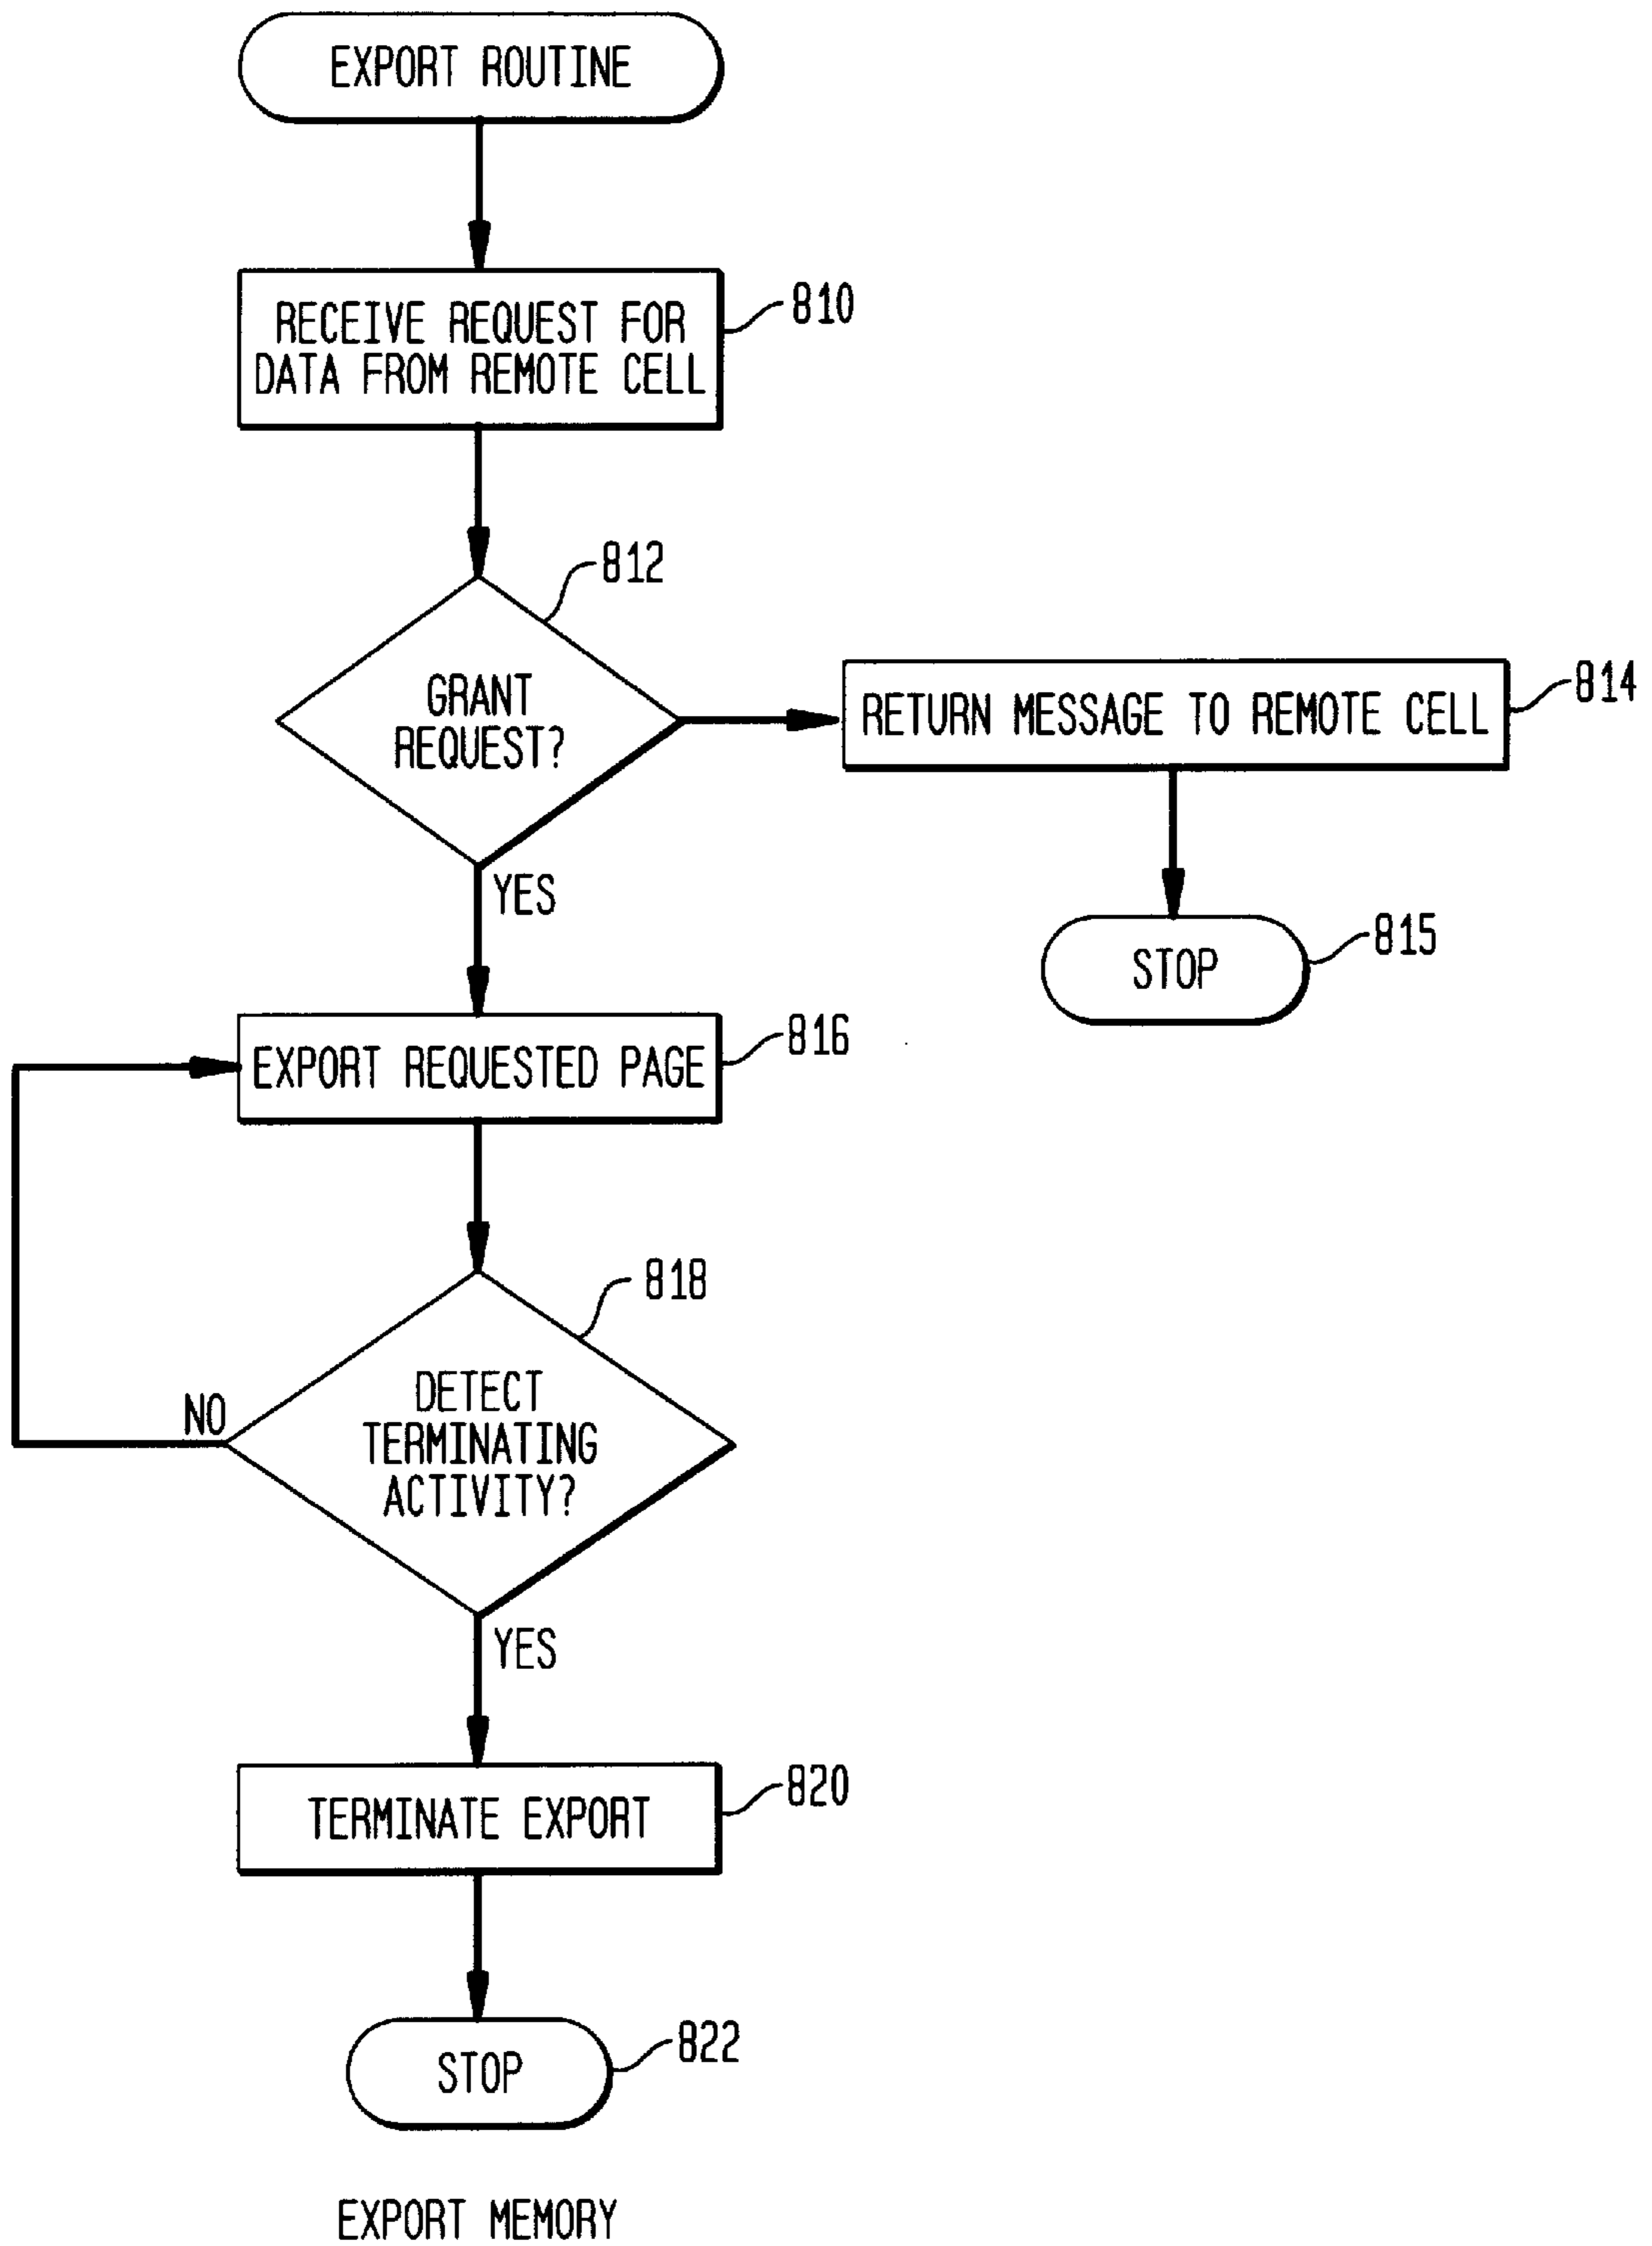 EXPORT ROUTINE
RECEIVE REQUEST FOR
DATA FROM REMOTE CELL
810
812
GRANT
REQUEST?
RETURN MESSAGE TO REMOTE CELL
814
YES
STOP
815
EXPORT REQUESTED PAGE
816
818
DETECT
TERMINATING
ACTIVITY?
NO
YES
TERMINATE EXPORT
820
STOP
822
EXPORT MEMORY